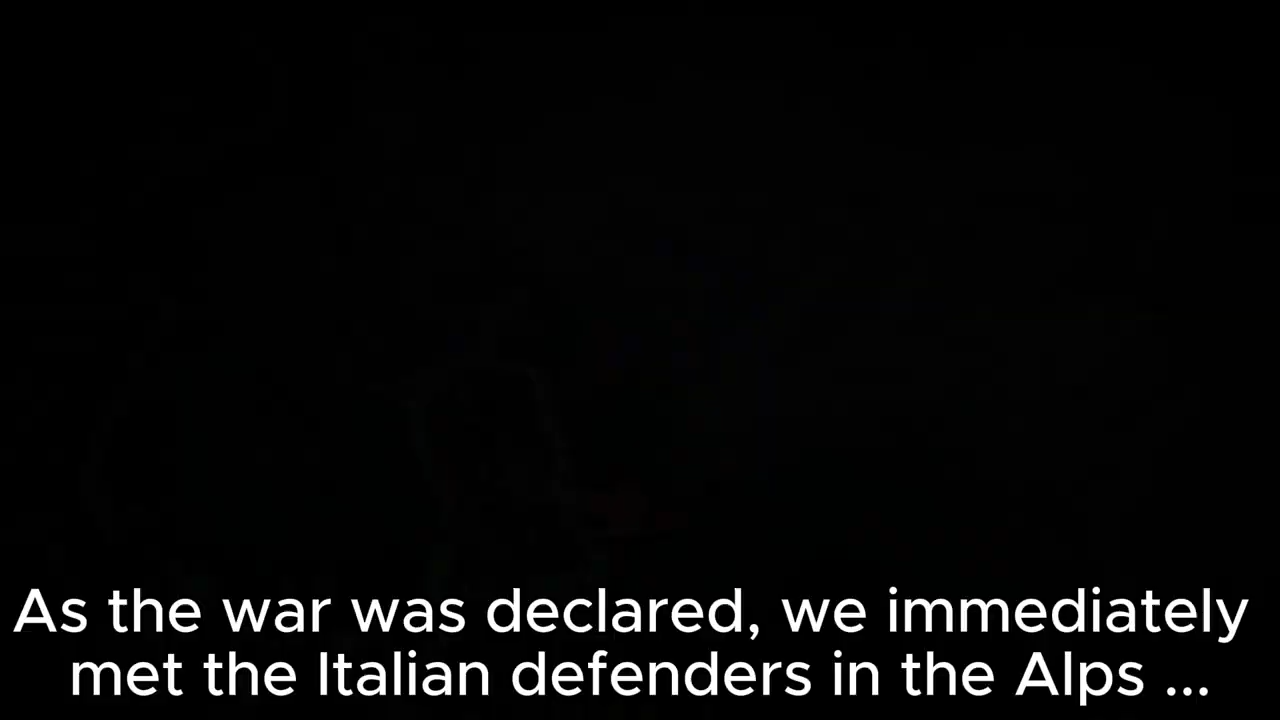 As the war was declared, we immediately
met the Italian defenders in the Alps ...